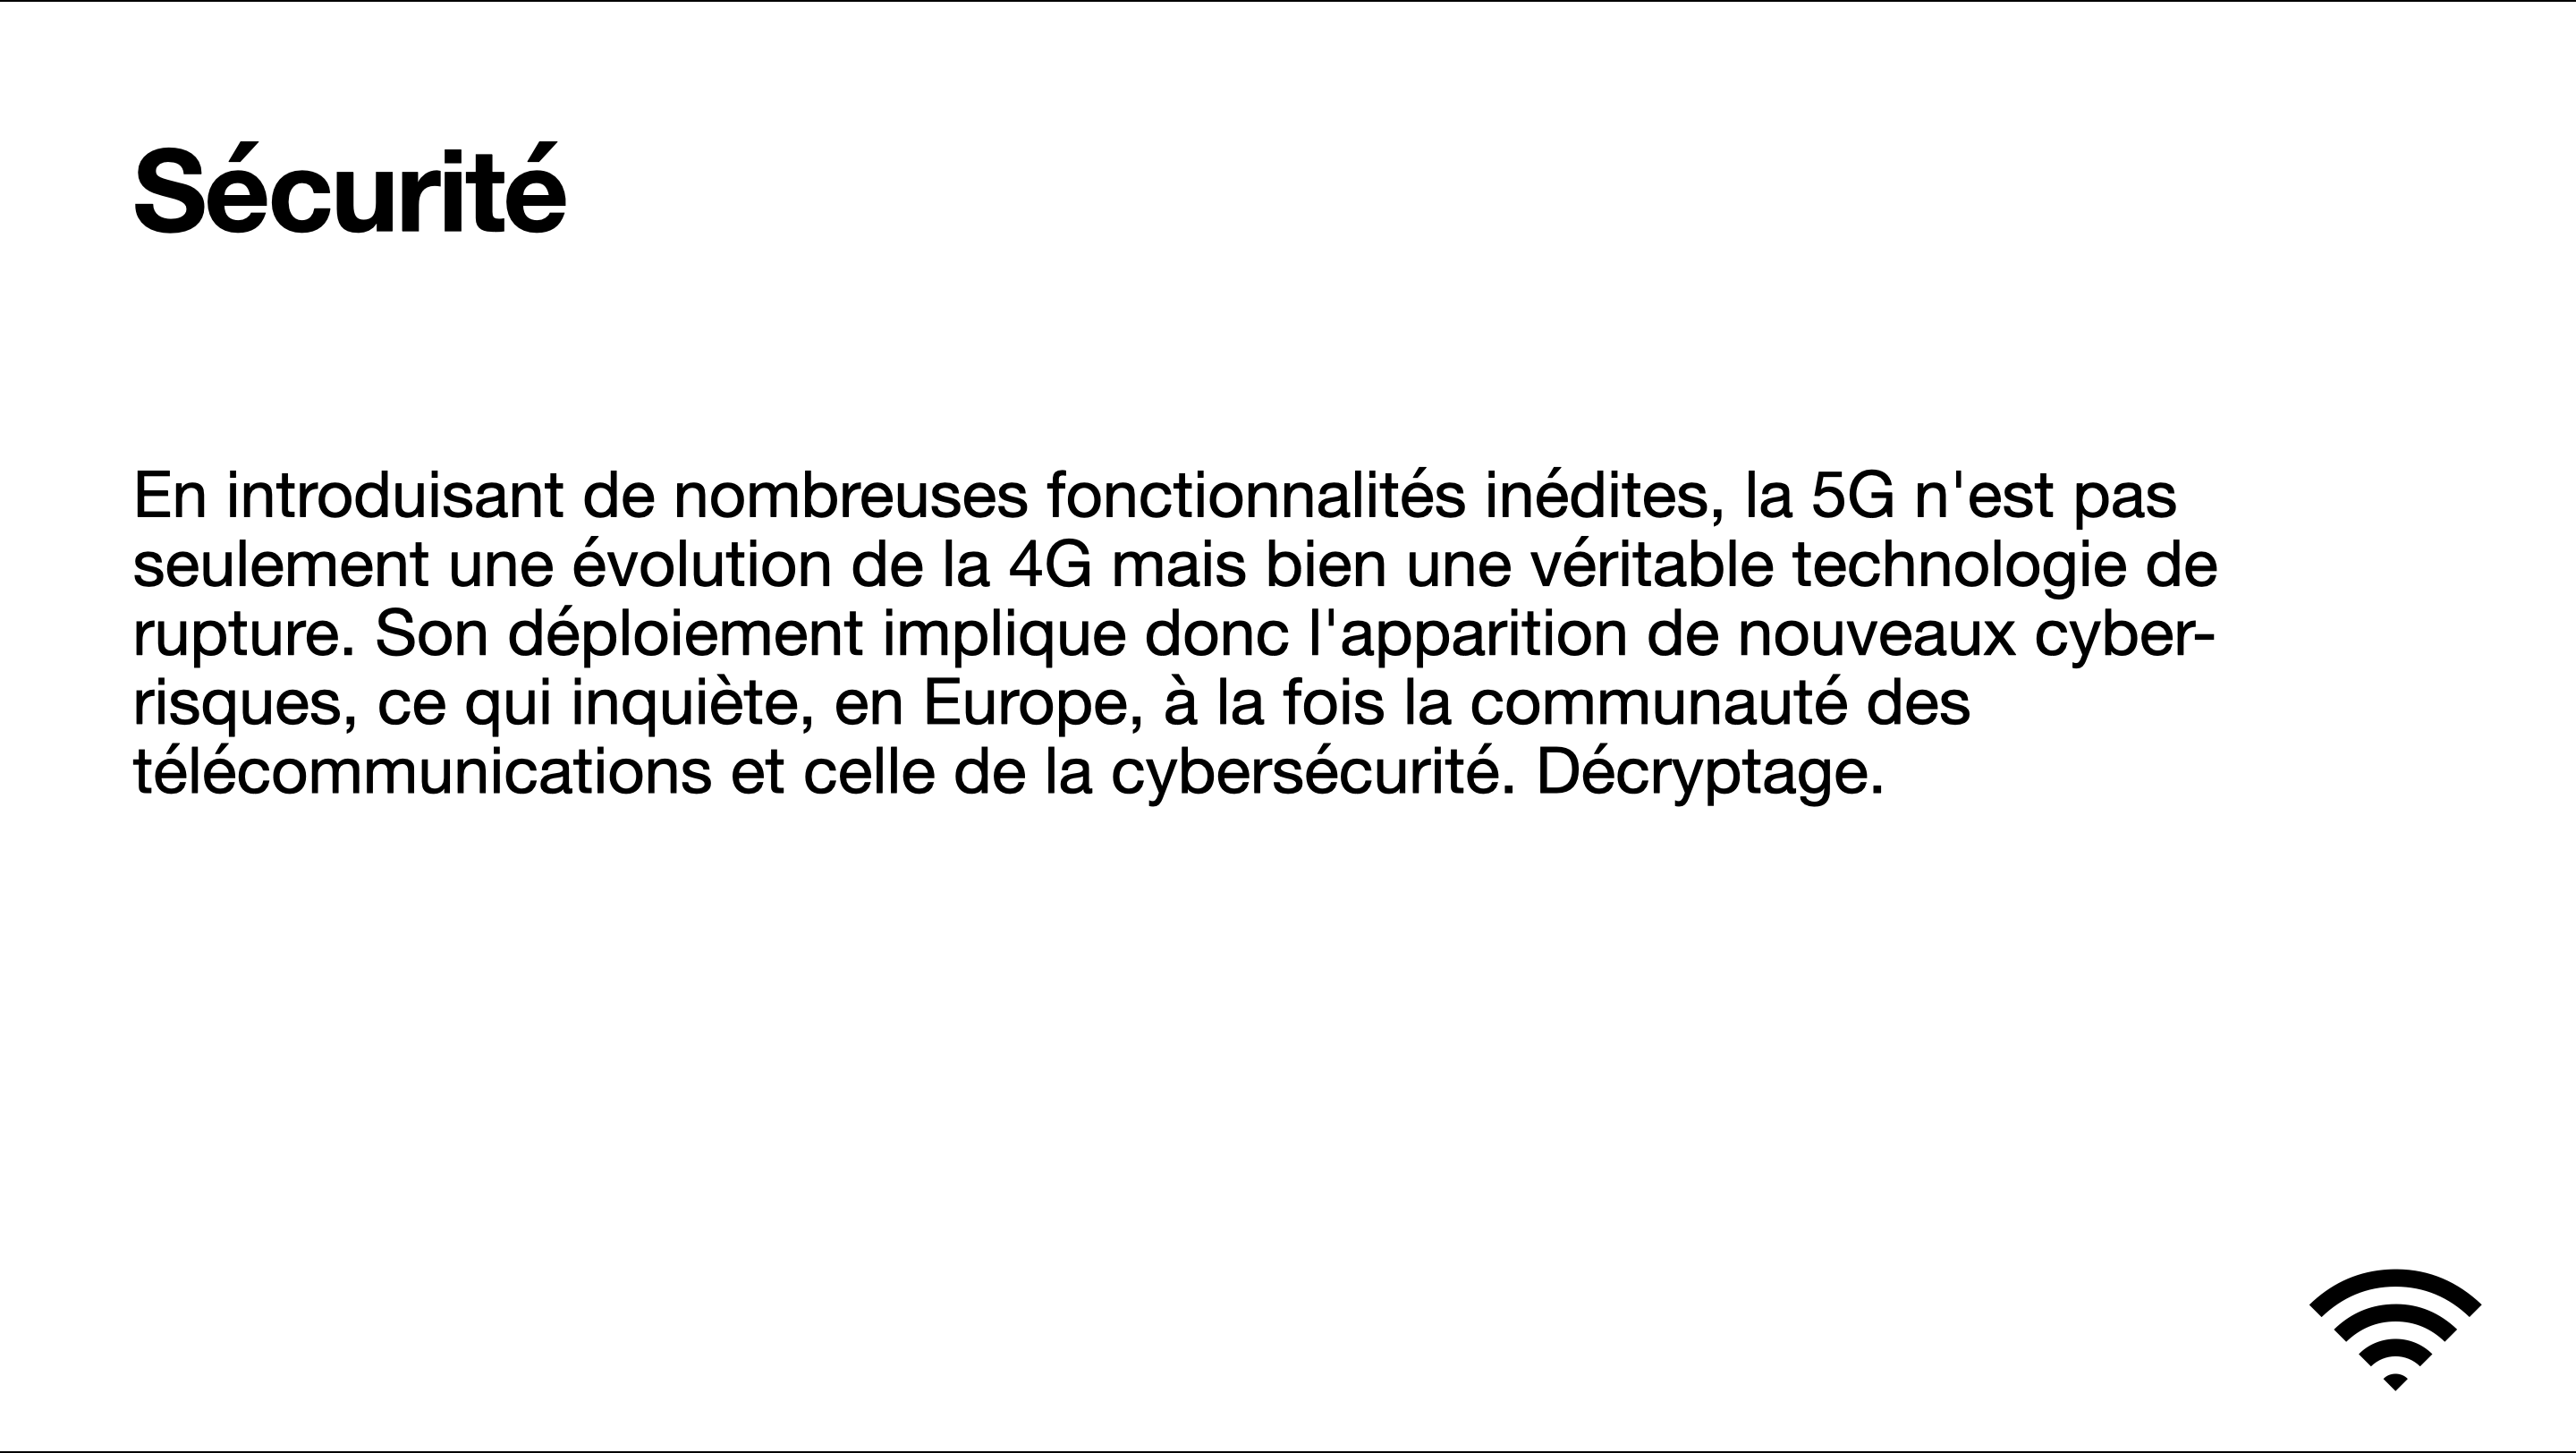 Sécurité
En introduisant de nombreuses fonctionnalités inédites, la 5G n'est pas
seulement une évolution de la 4G mais bien une véritable technologie de
rupture. Son déploiement implique donc l'apparition de nouveaux cyber-
risques, ce qui inquiète, en Europe, à la fois la communauté des
télécommunications et celle de la cybersécurité. Décryptage.